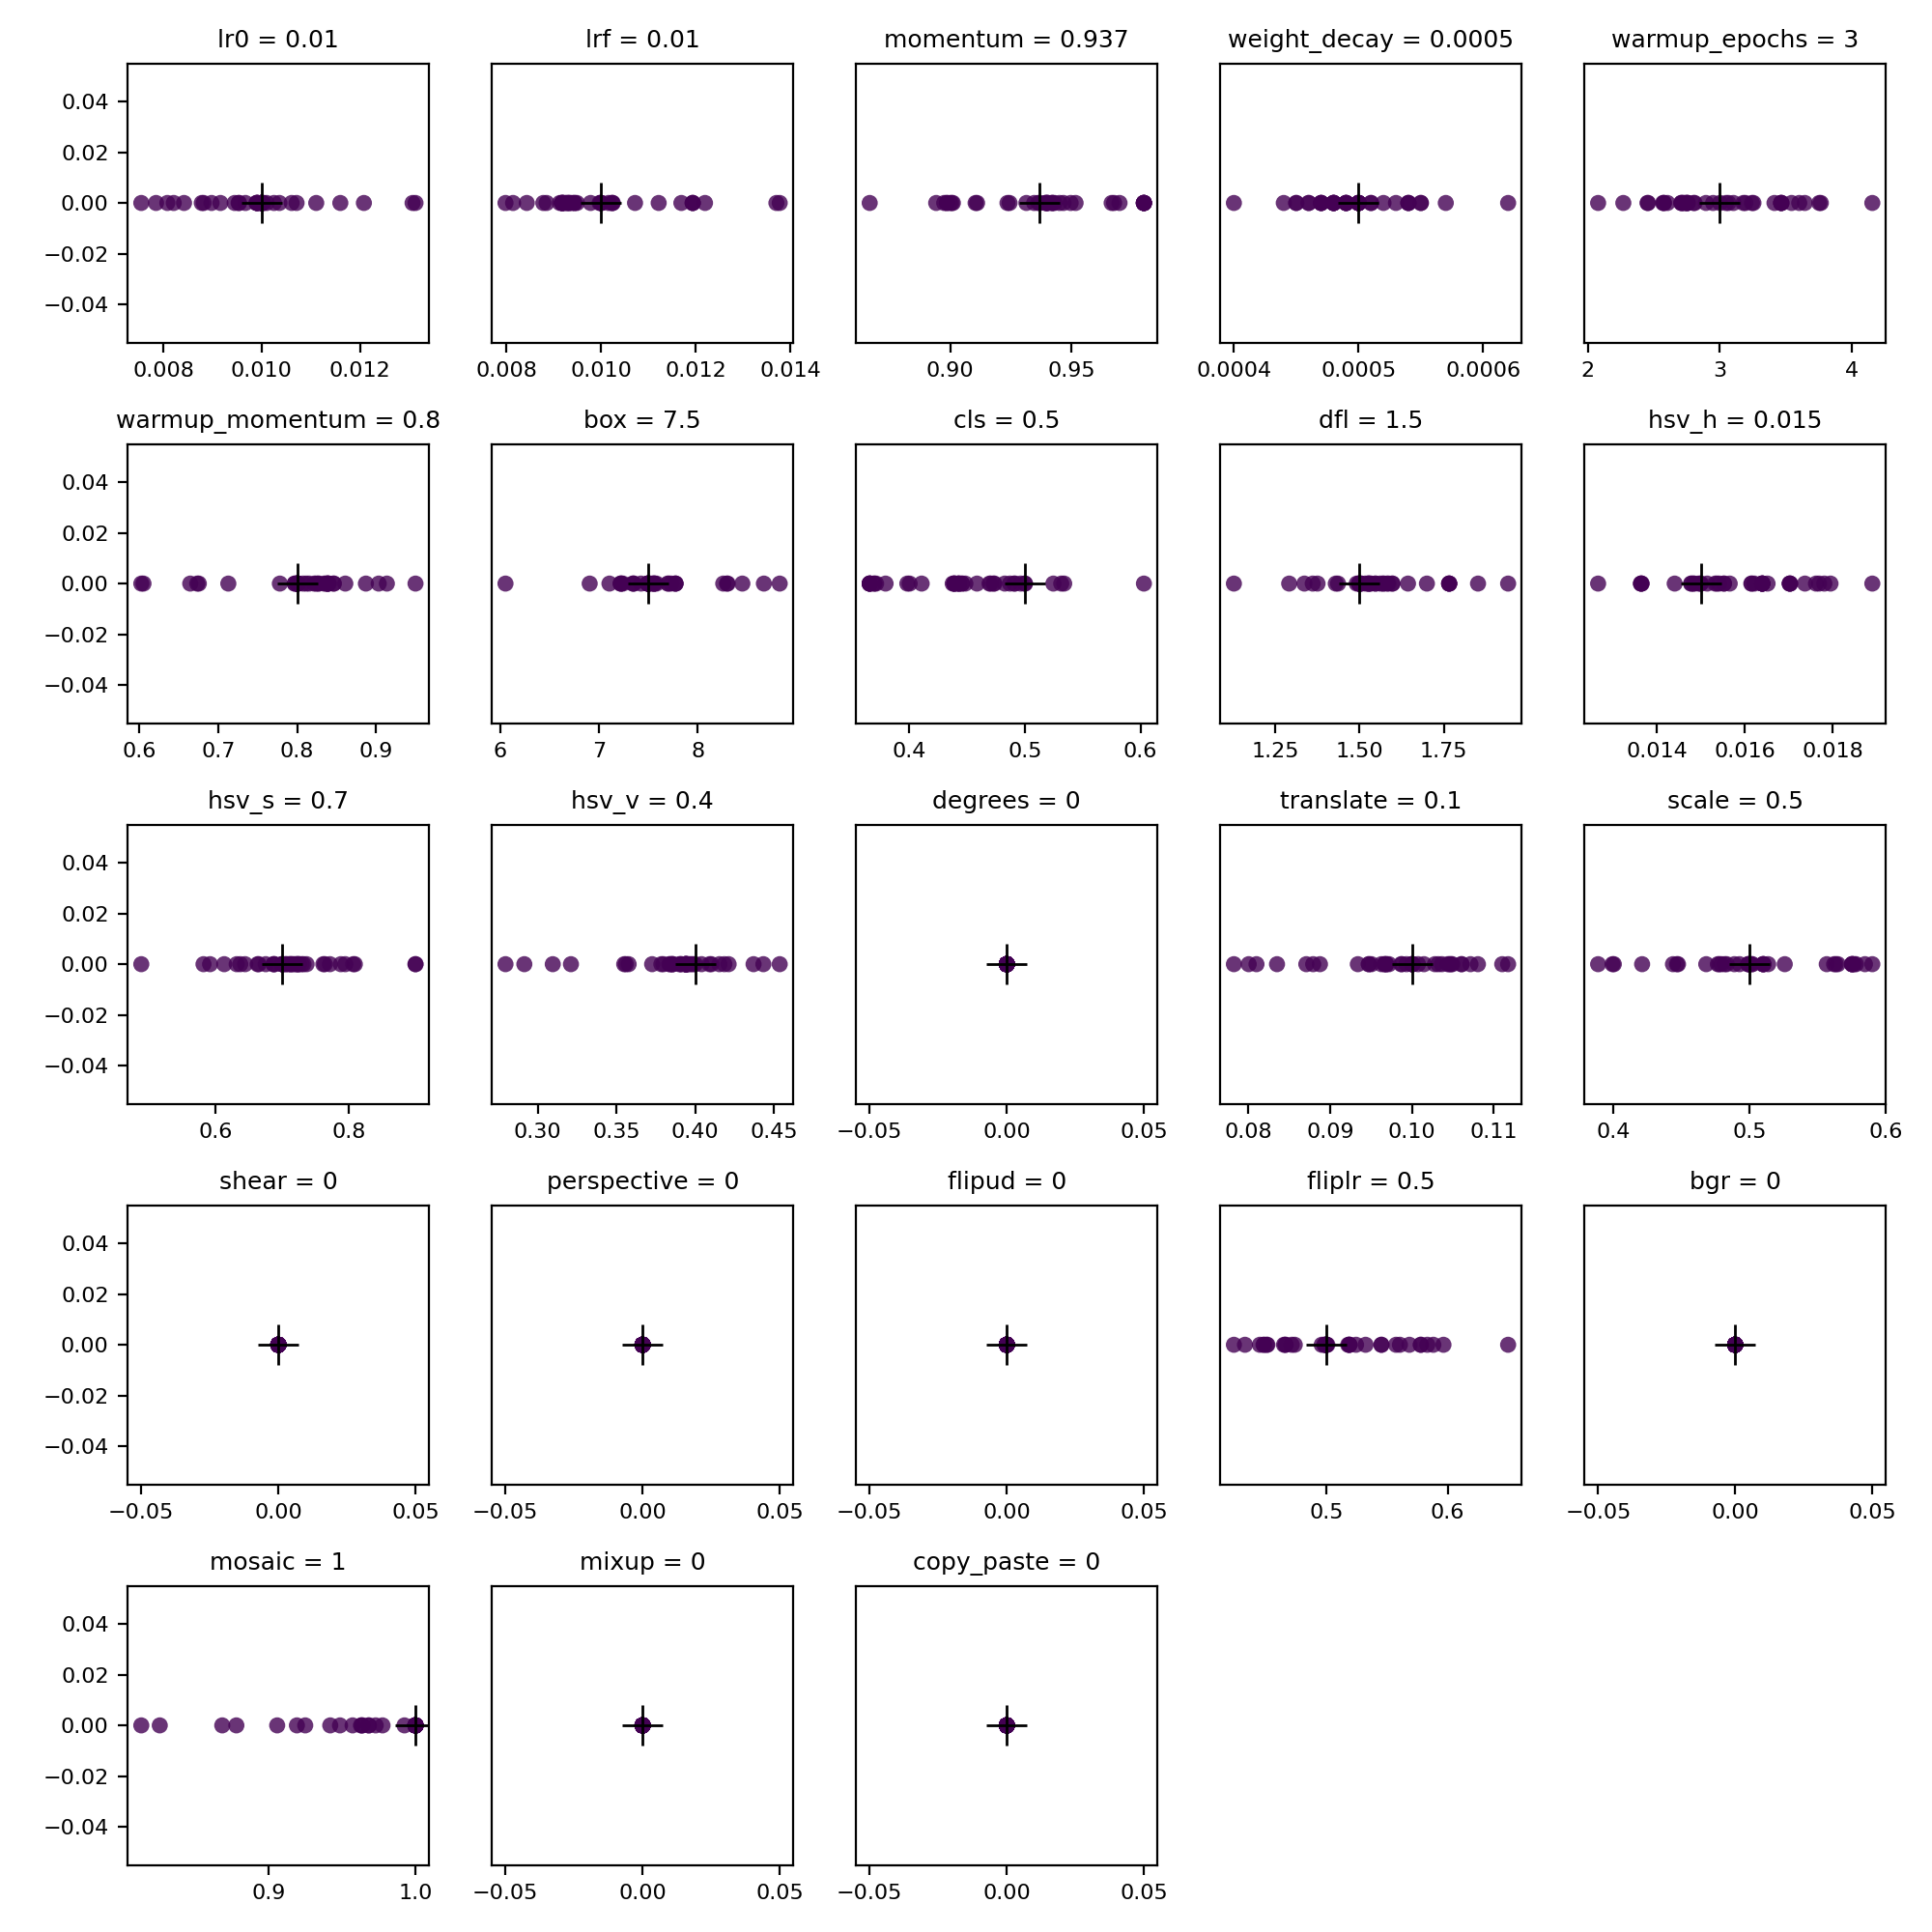 lr0 = 0.01 lrf = 0.01 momentum = 0.937 weight_decay = 0.0005 warmup_epochs = 3
0.04
0.02
0.00
−0.02
−0.04
0.008 0.010 0.012 0.008 0.010 0.012 0.014 0.90 0.95 0.0004 0.0005 0.0006 2 3 4
warmup_momentum = 0.8 box = 7.5 cls = 0.5 dfl = 1.5 hsv_h = 0.015
0.04
0.02
0.00
−0.02
−0.04
0.6 0.7 0.8 0.9 6 7 8 0.4 0.5 0.6 1.25 1.50 1.75 0.014 0.016 0.018
hsv_s = 0.7 hsv_v = 0.4 degrees = 0 translate = 0.1 scale = 0.5
0.04
0.02
0.00
−0.02
−0.04
0.6 0.8 0.30 0.35 0.40 0.45 −0.05 0.00 0.05 0.08 0.09 0.10 0.11 0.4 0.5 0.6
shear = 0 perspective = 0 flipud = 0 fliplr = 0.5 bgr = 0
0.04
0.02
0.00
−0.02
−0.04
−0.05 0.00 0.05 −0.05 0.00 0.05 −0.05 0.00 0.05 0.5 0.6 −0.05 0.00 0.05
mosaic = 1 mixup = 0 copy_paste = 0
0.04
0.02
0.00
−0.02
−0.04
0.9 1.0 −0.05 0.00 0.05 −0.05 0.00 0.05